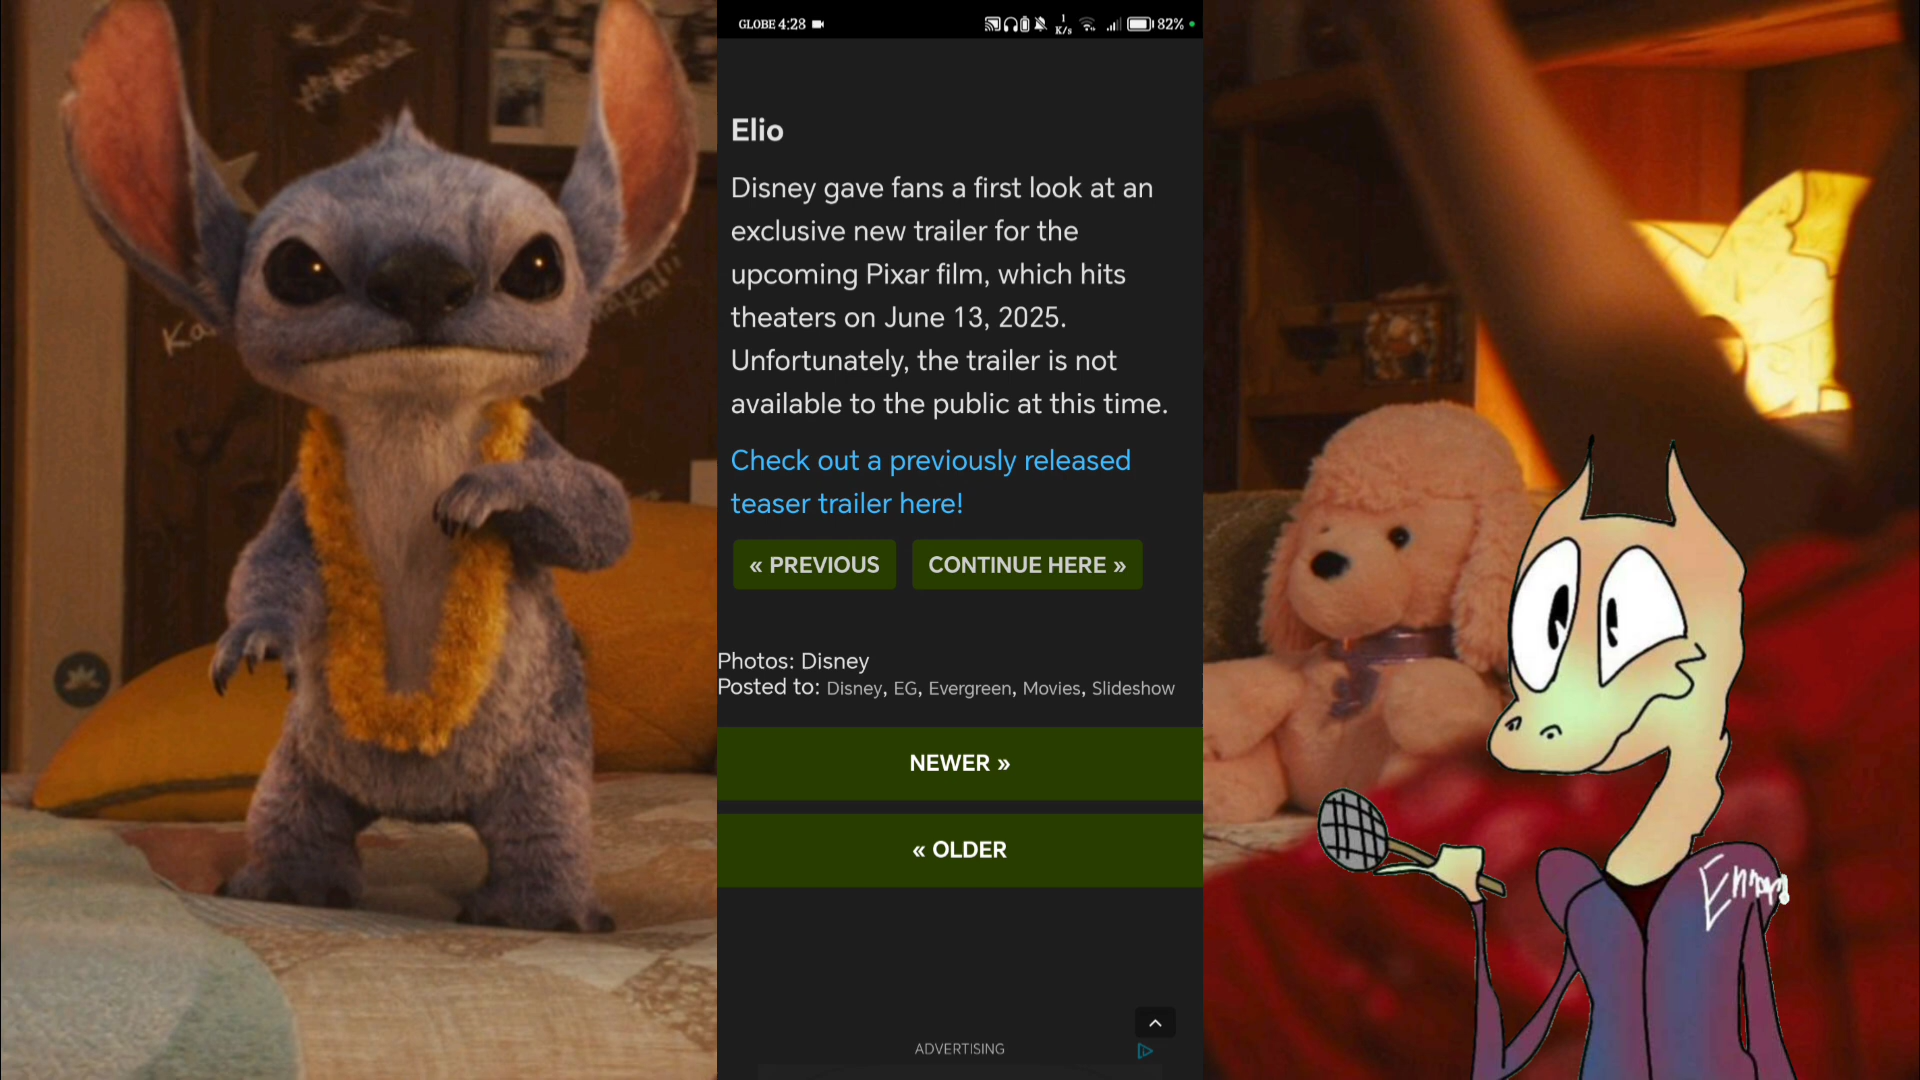 GLOBE 4:28
1
K/s
82%
Elio
Disney gave fans a first look at an
exclusive new trailer for the
upcoming Pixar film, which hits
theaters on June 13, 2025.
Unfortunately, the trailer is not
available to the public at this time.
Check out a previously released
teaser trailer here!
« PREVIOUS
CONTINUE HERE »
Photos: Disney
Posted to: Disney, EG, Evergreen, Movies, Slideshow
NEWER »
« OLDER
ADVERTISING